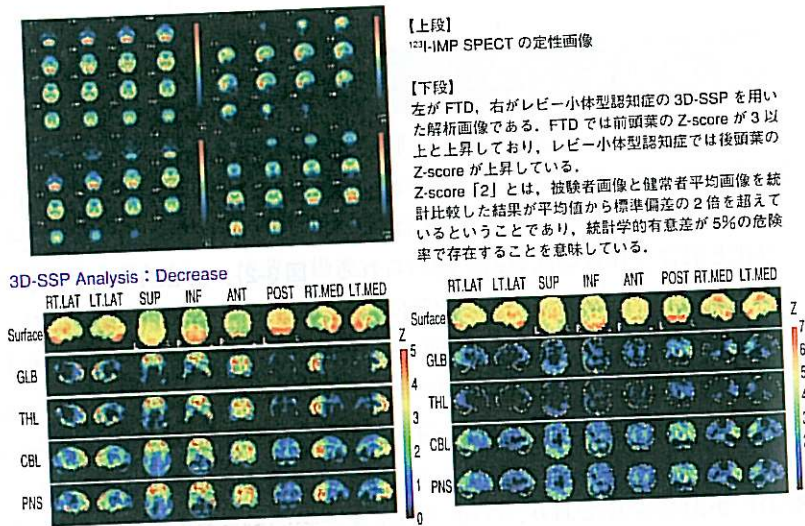 【上段】
¹²³I-IMP SPECT の定性画像
【下段】
左が FTD，右がレビー小体型認知症の 3D-SSP を用い
た解析画像である．FTD では前頭葉の Z-score が 3 以
上と上昇しており，レビー小体型認知症では後頭葉の
Z-score が上昇している．
Z-score「2」とは，被験者画像と健常者平均画像を統
計比較した結果が平均値から標準偏差の 2 倍を超えて
いるということであり，統計学的有意差が 5%の危険
率で存在することを意味している．
3D-SSP Analysis：Decrease
RT.LAT LT.LAT SUP INF ANT POST RT.MED LT.MED
Surface
GLB
THL
CBL
PNS
Z
5
4
3
2
1
0
RT.LAT LT.LAT SUP INF ANT POST RT.MED LT.MED
Surface
GLB
THL
CBL
PNS
Z
7
6
5
4
3
2